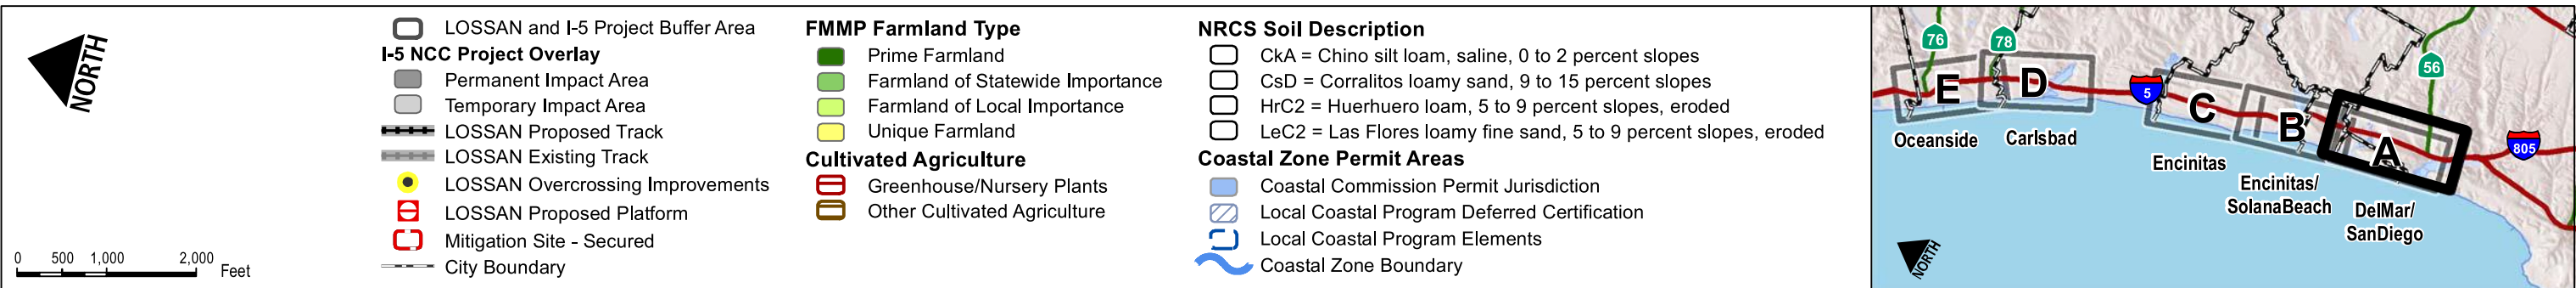 NORTH
0 500 1,000 2,000
Feet
LOSSAN and I-5 Project Buffer Area
I-5 NCC Project Overlay
Permanent Impact Area
Temporary Impact Area
LOSSAN Proposed Track
LOSSAN Existing Track
LOSSAN Overcrossing Improvements
LOSSAN Proposed Platform
Mitigation Site - Secured
City Boundary
FMMP Farmland Type
Prime Farmland
Farmland of Statewide Importance
Farmland of Local Importance
Unique Farmland
Cultivated Agriculture
Greenhouse/Nursery Plants
Other Cultivated Agriculture
NRCS Soil Description
CkA = Chino silt loam, saline, 0 to 2 percent slopes
CsD = Corralitos loamy sand, 9 to 15 percent slopes
HrC2 = Huerhuero loam, 5 to 9 percent slopes, eroded
LeC2 = Las Flores loamy fine sand, 5 to 9 percent slopes, eroded
Coastal Zone Permit Areas
Coastal Commission Permit Jurisdiction
Local Coastal Program Deferred Certification
Local Coastal Program Elements
Coastal Zone Boundary
76
78
56
5
805
E
D
C
B
A
Oceanside
Carlsbad
Encinitas
Encinitas/
SolanaBeach
DelMar/
SanDiego
NORTH